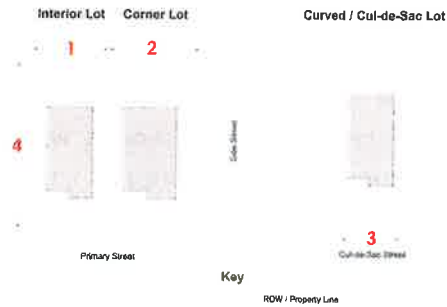 Interior Lot Corner Lot Curved / Cul-de-Sac Lot
1 2
4
Side Street
3
Primary Street Cul-de-Sac Street
Key
ROW / Property Line